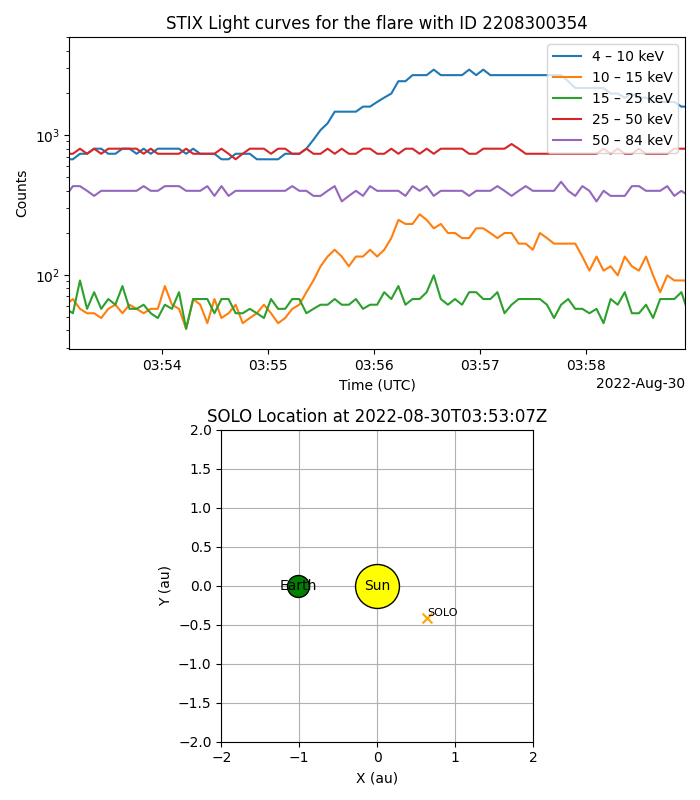 STIX Light curves for the flare with ID 2208300354
4 – 10 keV
10 – 15 keV
15 – 25 keV
25 – 50 keV
50 – 84 keV
10³
10²
Counts
03:54 03:55 03:56 03:57 03:58
Time (UTC)
2022-Aug-30
SOLO Location at 2022-08-30T03:53:07Z
2.0
1.5
1.0
0.5
0.0
−0.5
−1.0
−1.5
−2.0
Y (au)
Earth
Sun
SOLO
−2 −1 0 1 2
X (au)